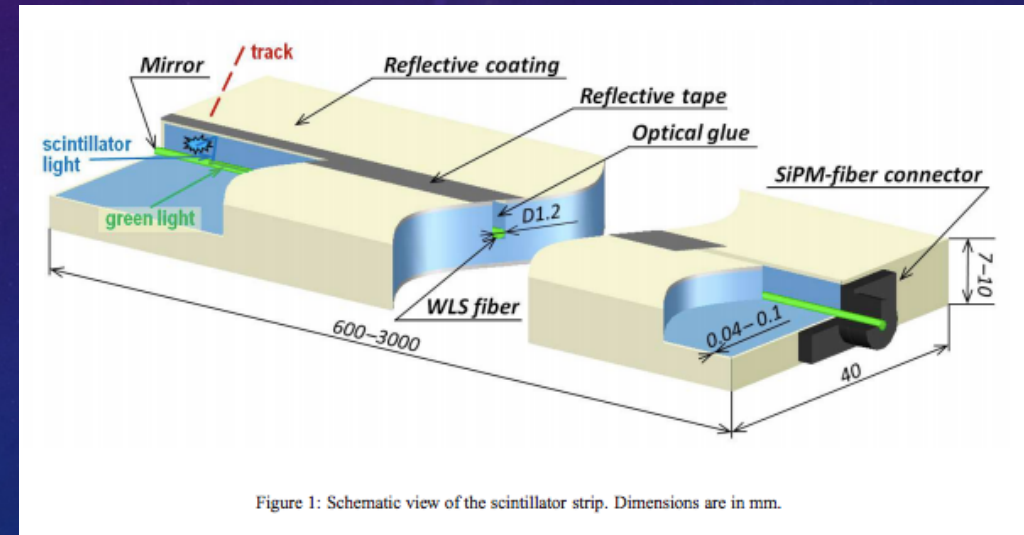 track
Mirror
Reflective coating
Reflective tape
Optical glue
scintillator
light
SiPM-fiber connector
green light
D1.2
WLS fiber
7–10
600–3000
0.04–0.1
40
Figure 1: Schematic view of the scintillator strip. Dimensions are in mm.